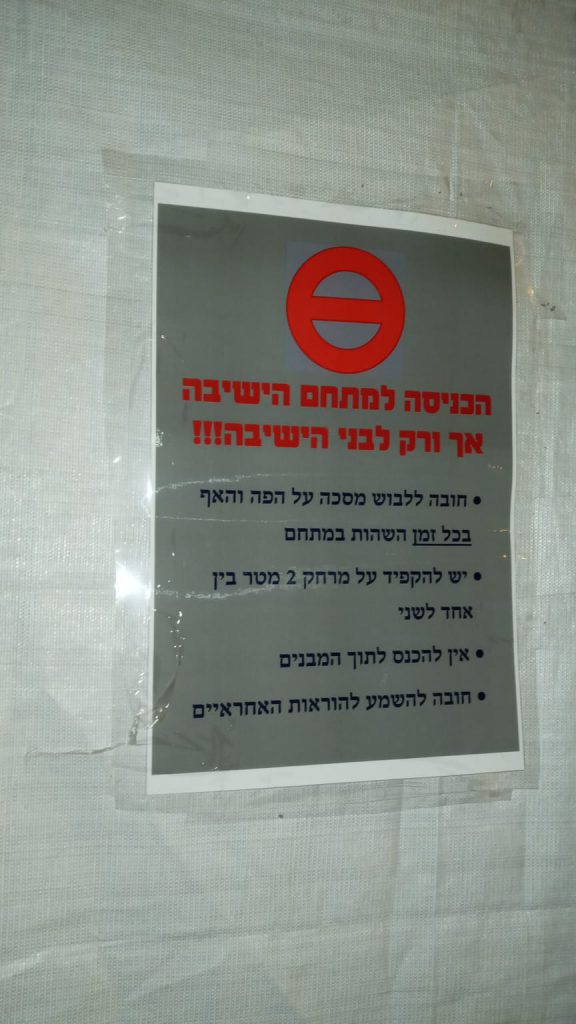 הכניסה למתחם הישיבה
אך ורק לבני הישיבה!!!
• חובה ללבוש מסכה על הפה והאף
בכל זמן השהות במתחם
• יש להקפיד על מרחק 2 מטר בין
אחד לשני
• אין להכנס לתוך המבנים
• חובה להשמע להוראות האחראיים